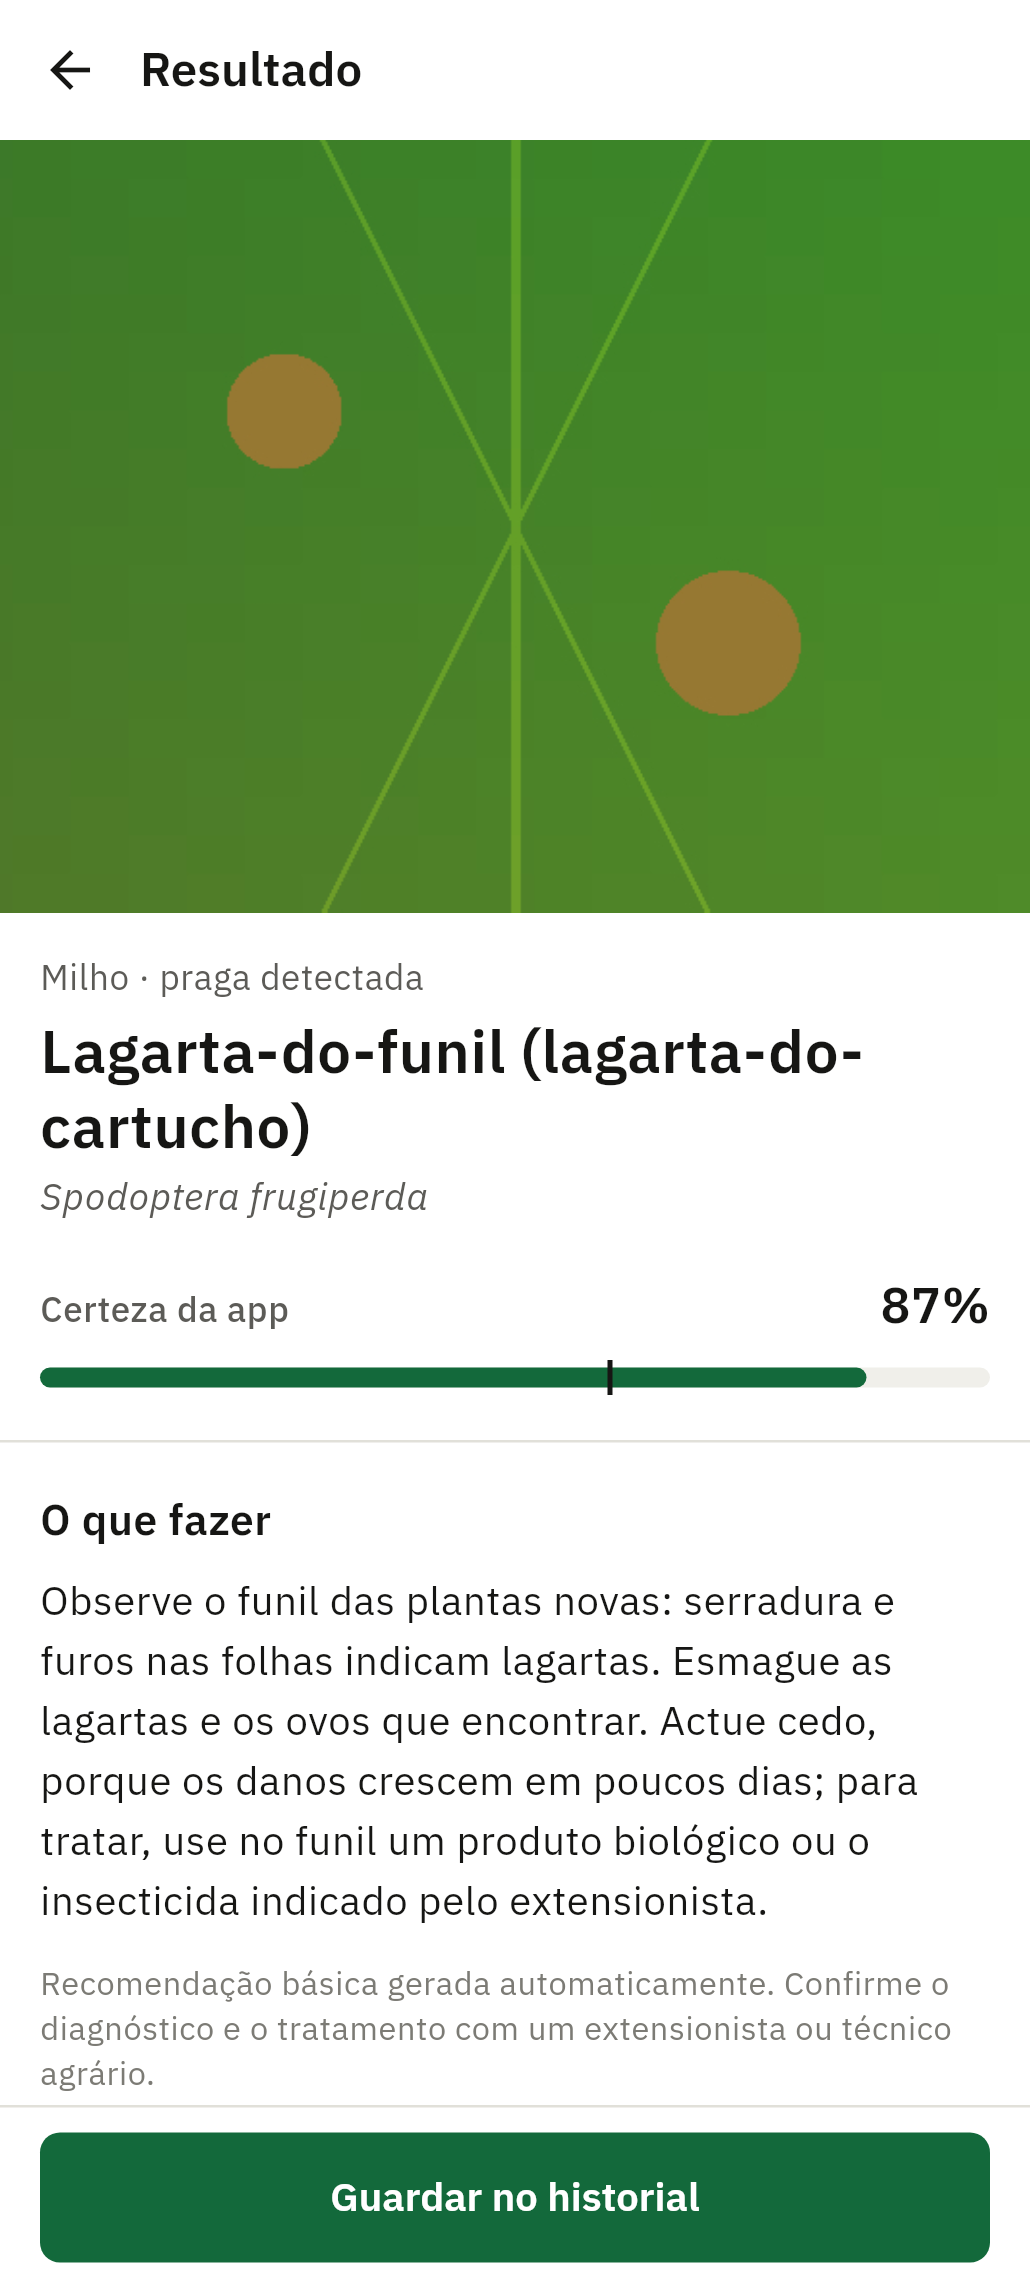 Resultado
Milho · praga detectada
Lagarta-do-funil (lagarta-do-
cartucho)
Spodoptera frugiperda
Certeza da app
87%
O que fazer
Observe o funil das plantas novas: serradura e
furos nas folhas indicam lagartas. Esmague as
lagartas e os ovos que encontrar. Actue cedo,
porque os danos crescem em poucos dias; para
tratar, use no funil um produto biológico ou o
insecticida indicado pelo extensionista.
Recomendação básica gerada automaticamente. Confirme o
diagnóstico e o tratamento com um extensionista ou técnico
agrário.
Guardar no historial